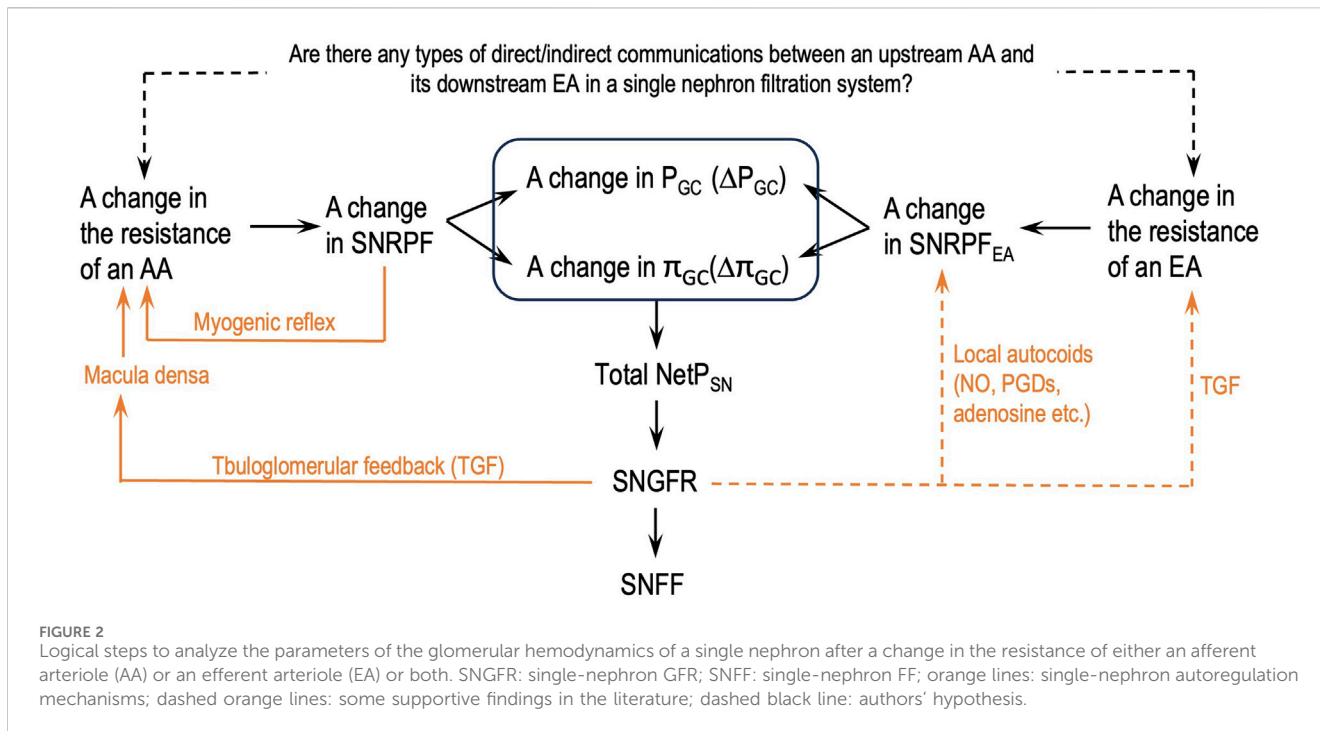 Are there any types of direct/indirect communications between an upstream AA and
its downstream EA in a single nephron filtration system?
A change in
the resistance
of an AA
A change
in SNRPF
A change in PGC (ΔPGC)
A change in πGC(ΔπGC)
A change
in SNRPFEA
A change in
the resistance
of an EA
Myogenic reflex
Macula densa
Total NetPSN
Local autocoids
(NO, PGDs,
adenosine etc.)
TGF
Tbuloglomerular feedback (TGF)
SNGFR
SNFF
FIGURE 2
Logical steps to analyze the parameters of the glomerular hemodynamics of a single nephron after a change in the resistance of either an afferent
arteriole (AA) or an efferent arteriole (EA) or both. SNGFR: single-nephron GFR; SNFF: single-nephron FF; orange lines: single-nephron autoregulation
mechanisms; dashed orange lines: some supportive findings in the literature; dashed black line: authors' hypothesis.